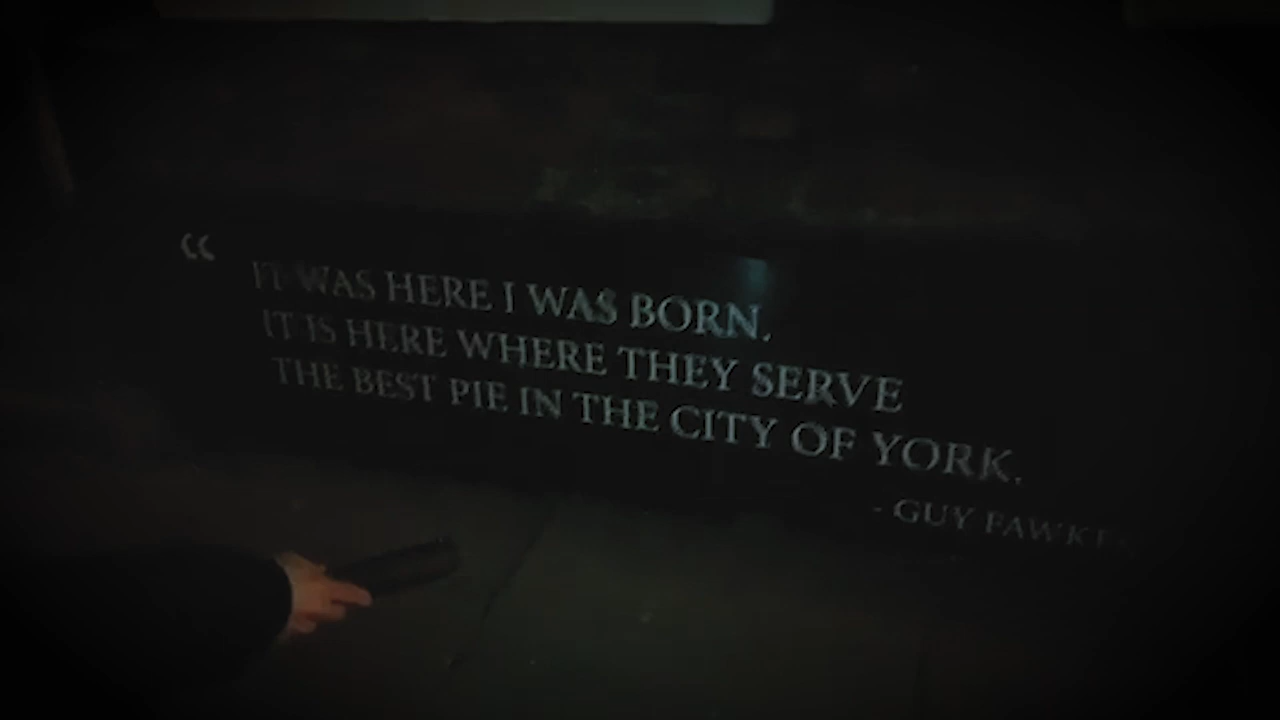 “
IT WAS HERE I WAS BORN.
IT IS HERE WHERE THEY SERVE
THE BEST PIE IN THE CITY OF YORK.
- GUY FAWKES